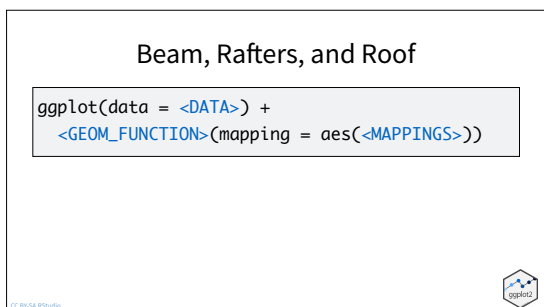 Beam, Rafters, and Roof
ggplot(data = <DATA>) +
<GEOM_FUNCTION>(mapping = aes(<MAPPINGS>))
CC BY-SA RStudio
ggplot2